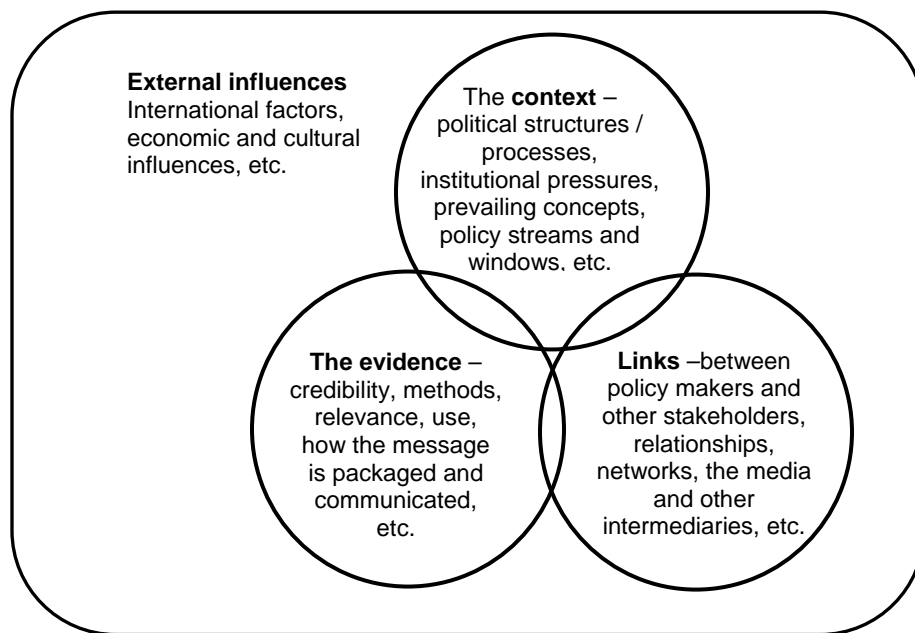 External influences
International factors,
economic and cultural
influences, etc.
The context –
political structures /
processes,
institutional pressures,
prevailing concepts,
policy streams and
windows, etc.
The evidence –
credibility, methods,
relevance, use,
how the message
is packaged and
communicated,
etc.
Links –between
policy makers and
other stakeholders,
relationships,
networks, the media
and other
intermediaries, etc.